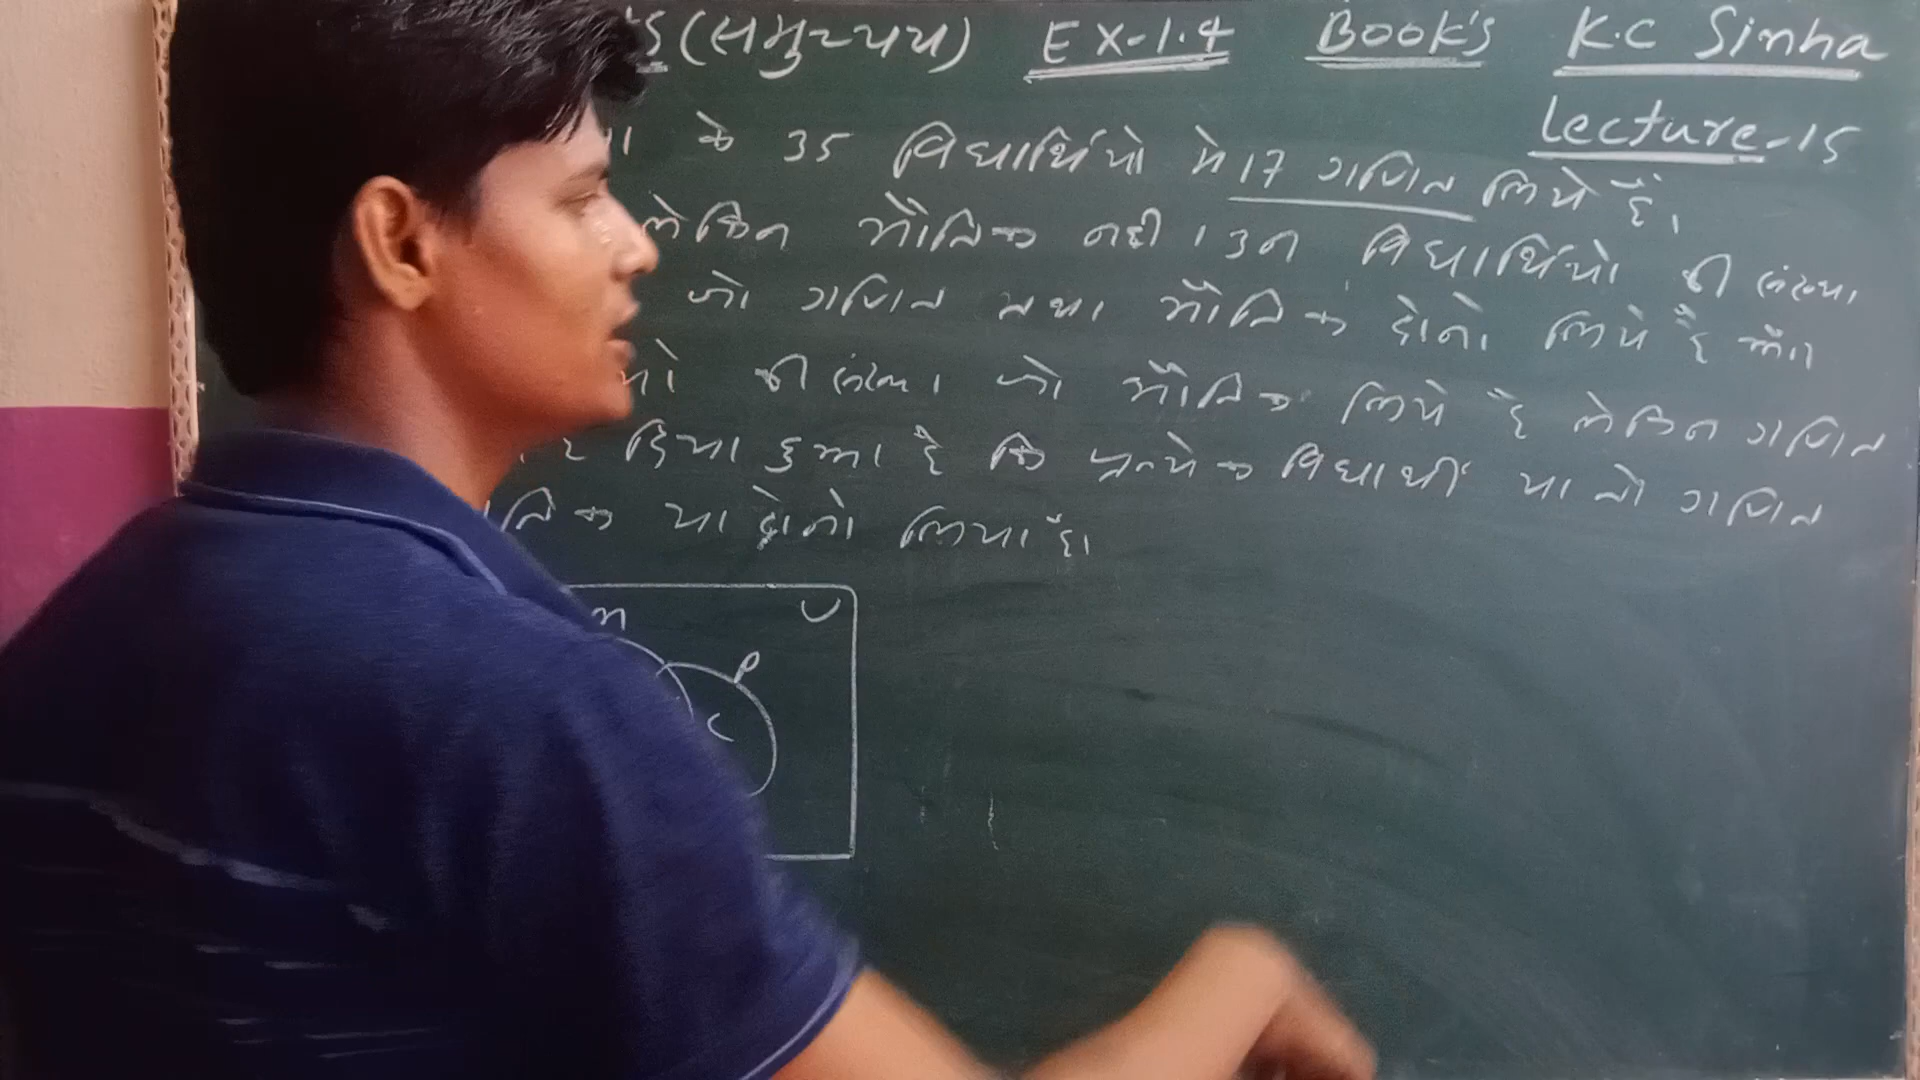 S (समुच्चय) EX-1.4 Book's K.C Sinha
Lecture-15
के 35 विधार्थियो मे 17 गणित लिये हैं।
लेकिन भौतिक नही । उन विधार्थियो की संख्या
जो गणित तथा भौतिक दोनो लिये है और
की संख्या जो भौतिक लिये है लेकिन गणित
दिया हुआ है कि प्रत्येक विधार्थी या तो गणित
या दोनो लिया है।
m U
P
C